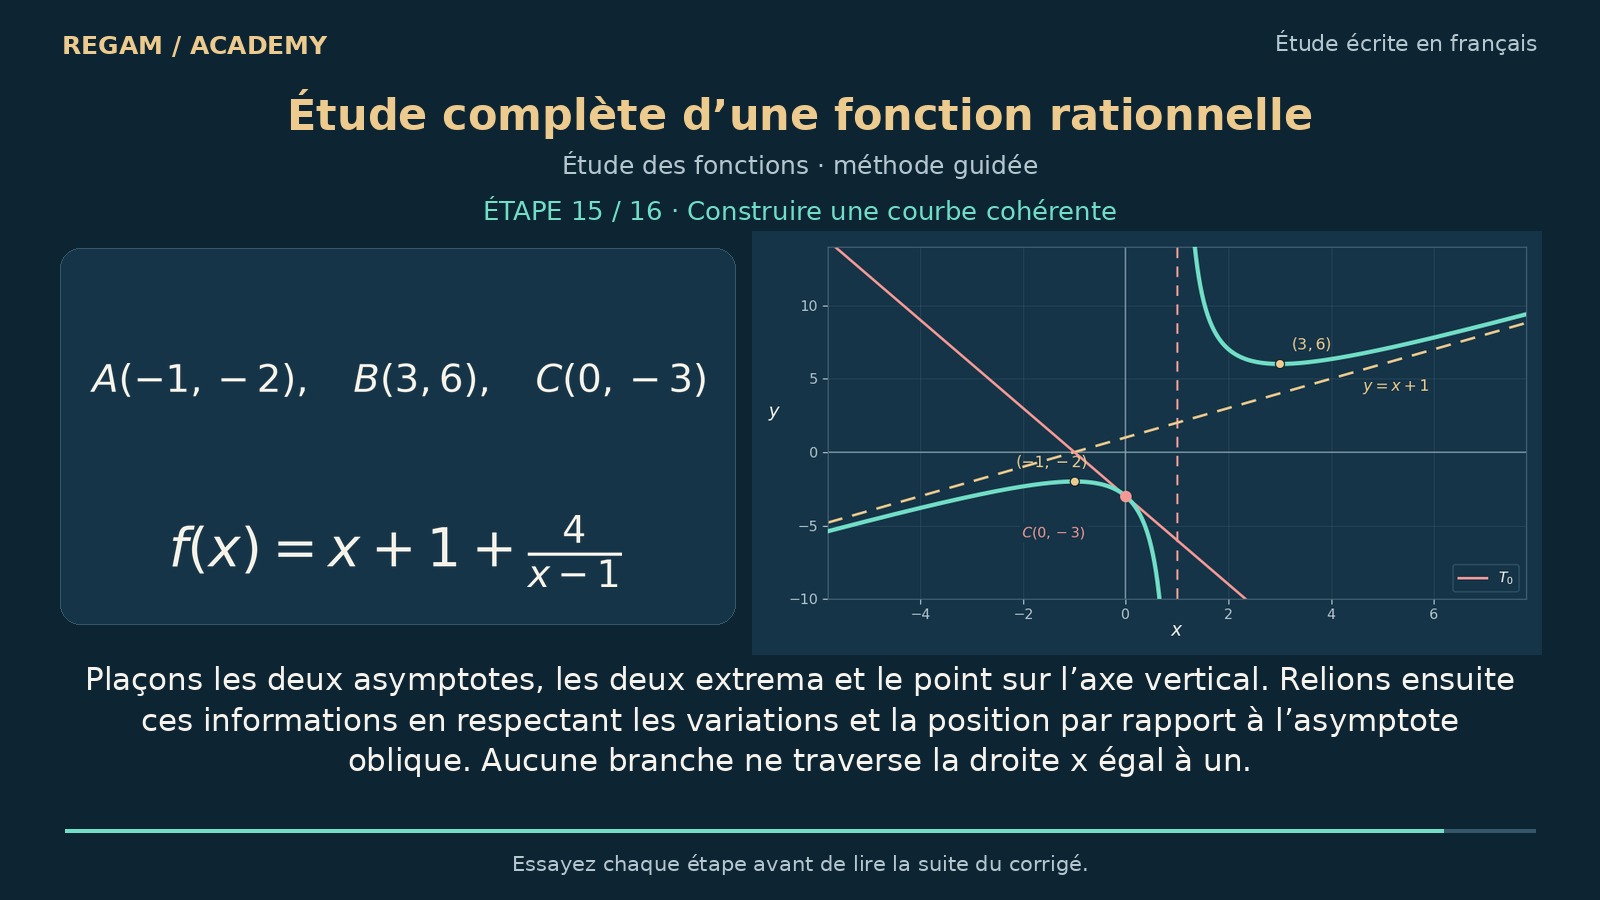 REGAM / ACADEMY
Étude écrite en français
Étude complète d’une fonction rationnelle
Étude des fonctions · méthode guidée
ÉTAPE 15 / 16 · Construire une courbe cohérente
A(−1, −2), B(3, 6), C(0, −3)
f(x) = x + 1 + 4/(x − 1)
10
5
0
−5
−10
y
−4
−2
0
2
4
6
x
(3, 6)
y = x + 1
(−1, −2)
C(0, −3)
T₀
Plaçons les deux asymptotes, les deux extrema et le point sur l’axe vertical. Relions ensuite
ces informations en respectant les variations et la position par rapport à l’asymptote
oblique. Aucune branche ne traverse la droite x égal à un.
Essayez chaque étape avant de lire la suite du corrigé.